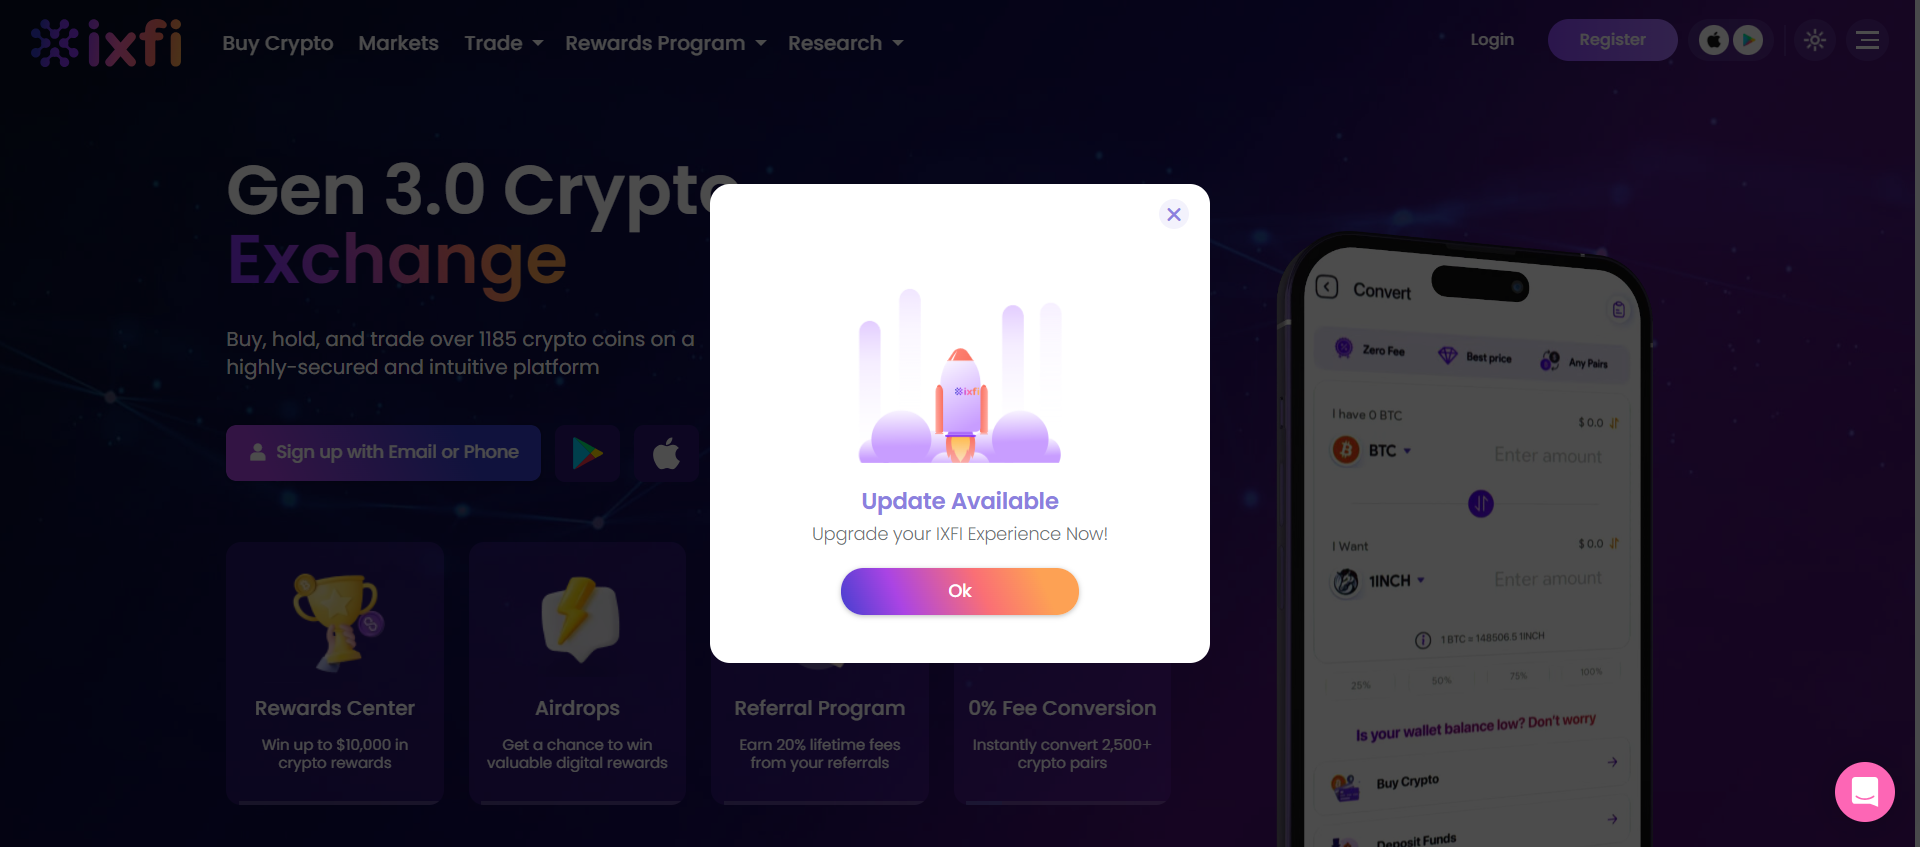 ixfi
Buy Crypto
Markets
Trade
Rewards Program
Research
Login
Register
Gen 3.0 Crypto
Exchange
Buy, hold, and trade over 1185 crypto coins on a
highly-secured and intuitive platform
Sign up with Email or Phone
Rewards Center
Win up to $10,000 in
crypto rewards
Airdrops
Get a chance to win
valuable digital rewards
Referral Program
Earn 20% lifetime fees
from your referrals
0% Fee Conversion
Instantly convert 2,500+
crypto pairs
ixfi
Update Available
Upgrade your IXFI Experience Now!
Ok
Convert
Zero Fee
Best price
Any Pairs
I have 0 BTC
$ 0.0
BTC
Enter amount
I Want
$ 0.0
1INCH
Enter amount
1 BTC = 148506.5 1INCH
25%
50%
75%
100%
Is your wallet balance low? Don't worry
Buy Crypto
Deposit Funds